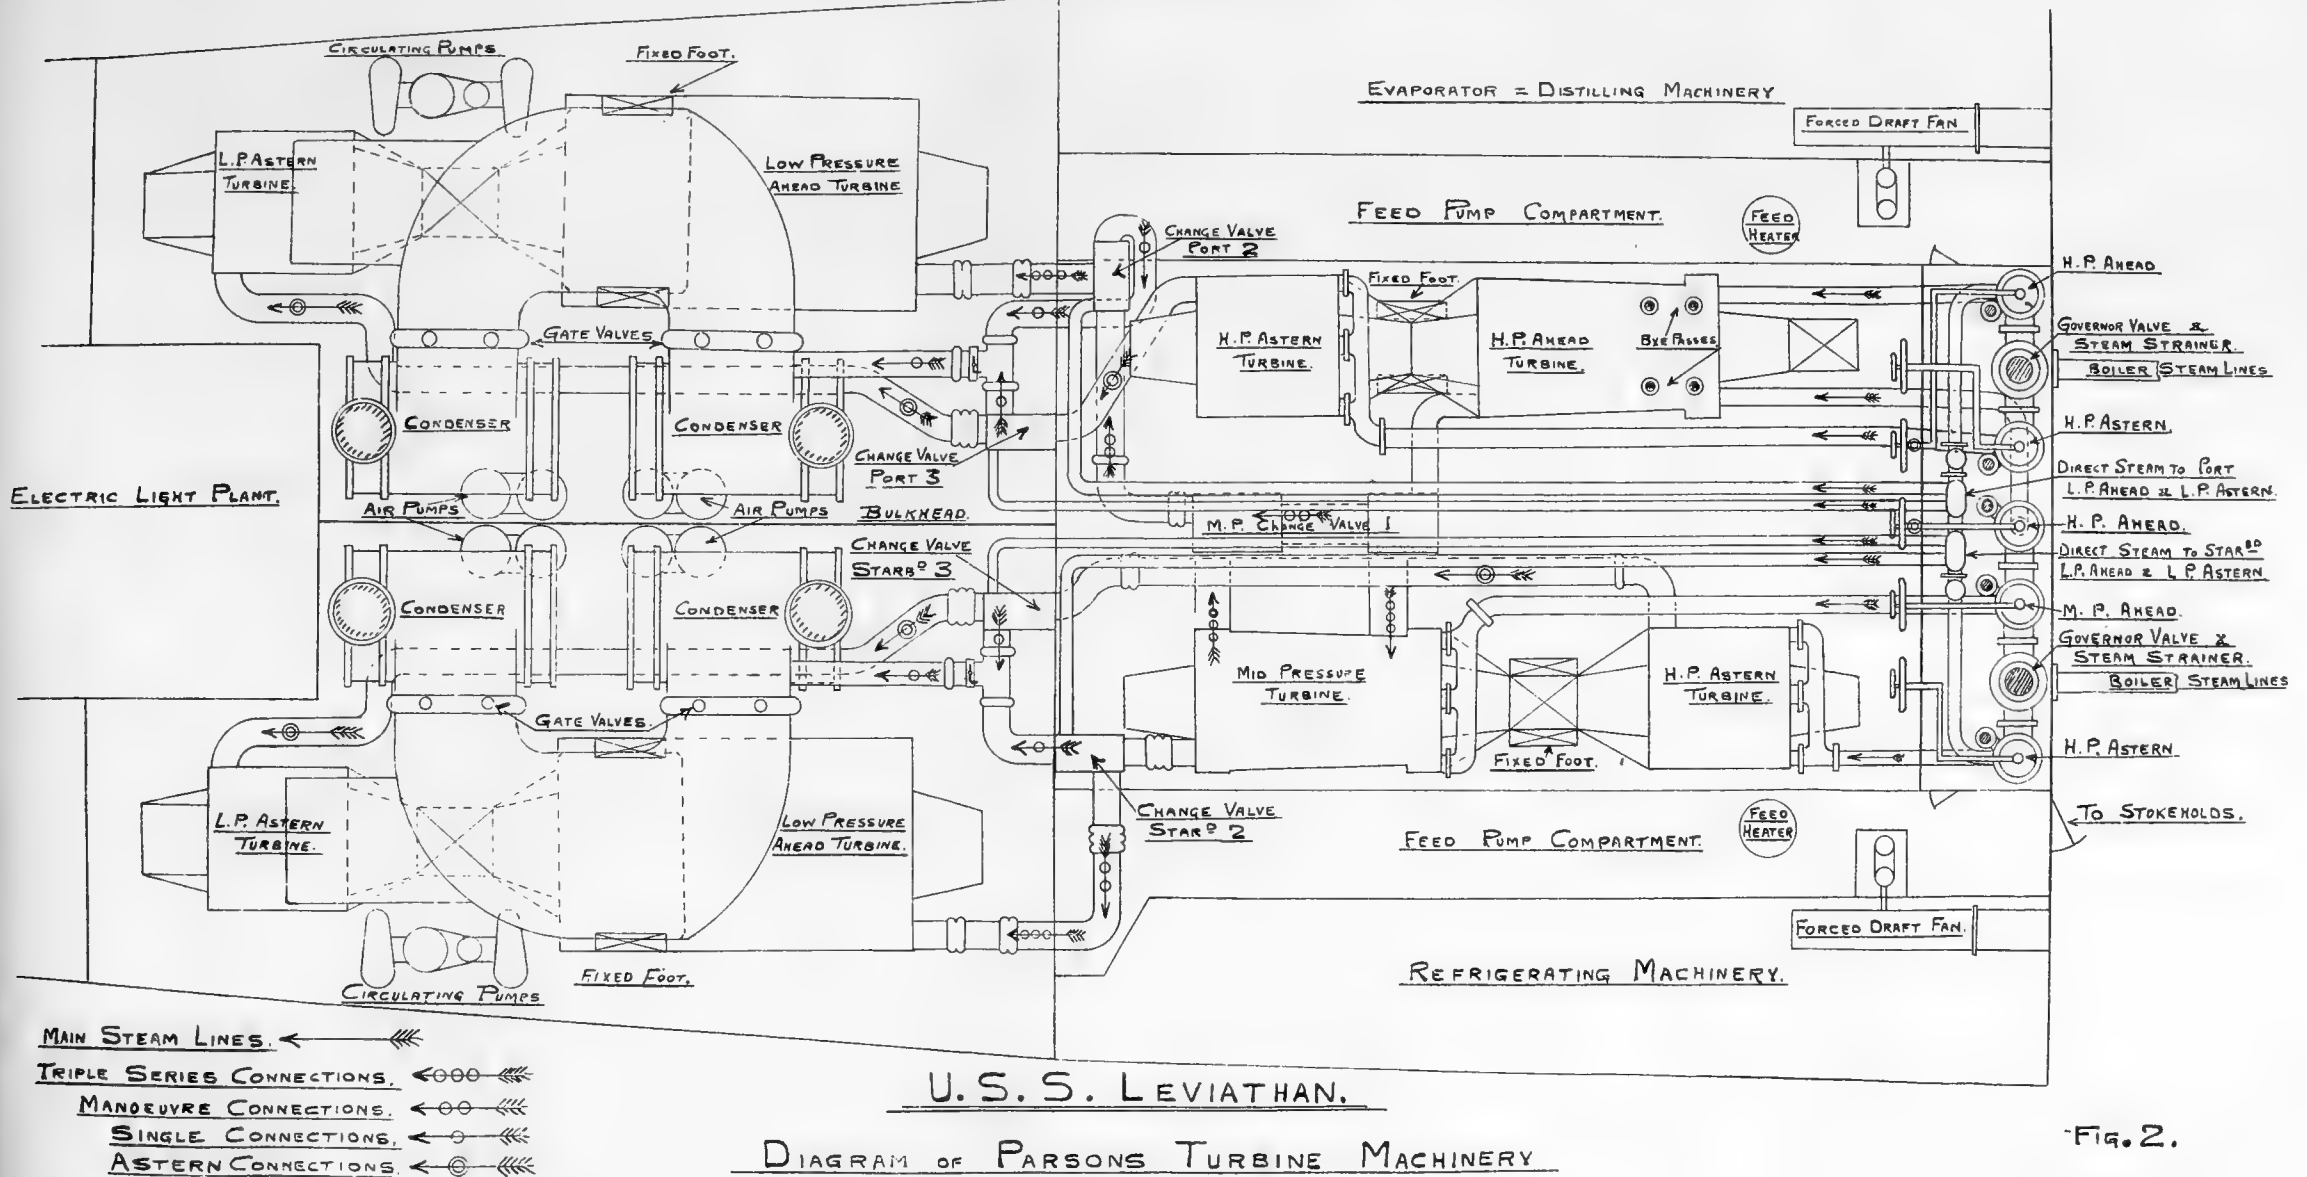 CIRCULATING PUMPS
FIXED FOOT.
EVAPORATOR = DISTILLING MACHINERY
FORCED DRAFT FAN
L.P. ASTERN
TURBINE.
LOW PRESSURE
AHEAD TURBINE
FEED PUMP COMPARTMENT.
FEED
HEATER
CHANGE VALVE
PORT 2
H.P. AHEAD
FIXED FOOT.
GATE VALVES
H.P. ASTERN
TURBINE.
H.P. AHEAD
TURBINE.
BYE PASSES
GOVERNOR VALVE &
STEAM STRAINER.
BOILER STEAM LINES
CONDENSER
CONDENSER
CHANGE VALVE
PORT 3
H.P. ASTERN.
ELECTRIC LIGHT PLANT.
AIR PUMPS
AIR PUMPS
BULKHEAD.
M.P. CHANGE VALVE 1
DIRECT STEAM TO PORT
L.P. AHEAD & L.P. ASTERN.
H.P. AHEAD.
CHANGE VALVE
STARBD 3
DIRECT STEAM TO STARBD
L.P. AHEAD & L.P. ASTERN
CONDENSER
CONDENSER
M.P. AHEAD.
GOVERNOR VALVE &
STEAM STRAINER.
BOILER STEAM LINES
MID PRESSURE
TURBINE.
H.P. ASTERN
TURBINE.
GATE VALVES.
FIXED FOOT.
H.P. ASTERN
L.P. ASTERN
TURBINE.
LOW PRESSURE
AHEAD TURBINE.
CHANGE VALVE
STARD 2
FEED PUMP COMPARTMENT.
FEED
HEATER
TO STOKEHOLDS.
FORCED DRAFT FAN.
CIRCULATING PUMPS
FIXED FOOT.
REFRIGERATING MACHINERY.
MAIN STEAM LINES.
TRIPLE SERIES CONNECTIONS.
MANOEUVRE CONNECTIONS.
SINGLE CONNECTIONS.
ASTERN CONNECTIONS.
U.S.S. LEVIATHAN.
DIAGRAM OF PARSONS TURBINE MACHINERY
FIG. 2.